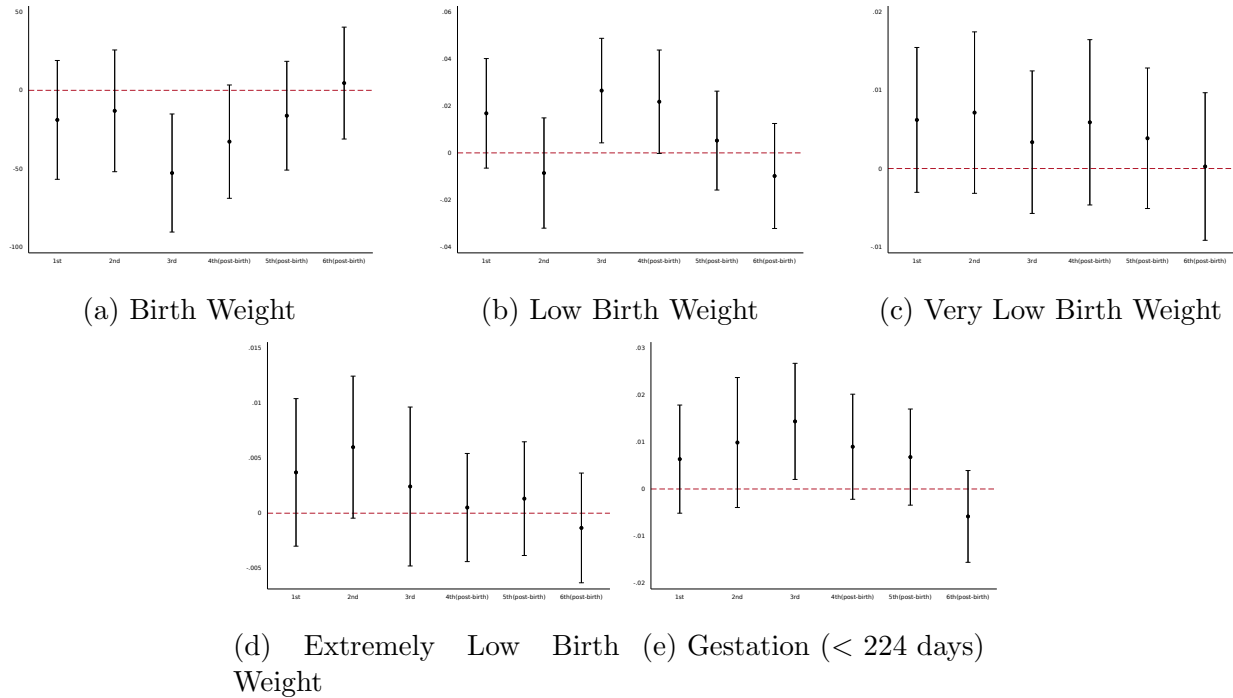 50
0
-50
-100
1st 2nd 3rd 4th(post-birth) 5th(post-birth) 6th(post-birth)
(a) Birth Weight
.06
.04
.02
0
-.02
-.04
1st 2nd 3rd 4th(post-birth) 5th(post-birth) 6th(post-birth)
(b) Low Birth Weight
.02
.01
0
-.01
1st 2nd 3rd 4th(post-birth) 5th(post-birth) 6th(post-birth)
(c) Very Low Birth Weight
.015
.01
.005
0
-.005
1st 2nd 3rd 4th(post-birth) 5th(post-birth) 6th(post-birth)
(d) Extremely Low Birth
Weight
.03
.02
.01
0
-.01
-.02
1st 2nd 3rd 4th(post-birth) 5th(post-birth) 6th(post-birth)
(e) Gestation (< 224 days)